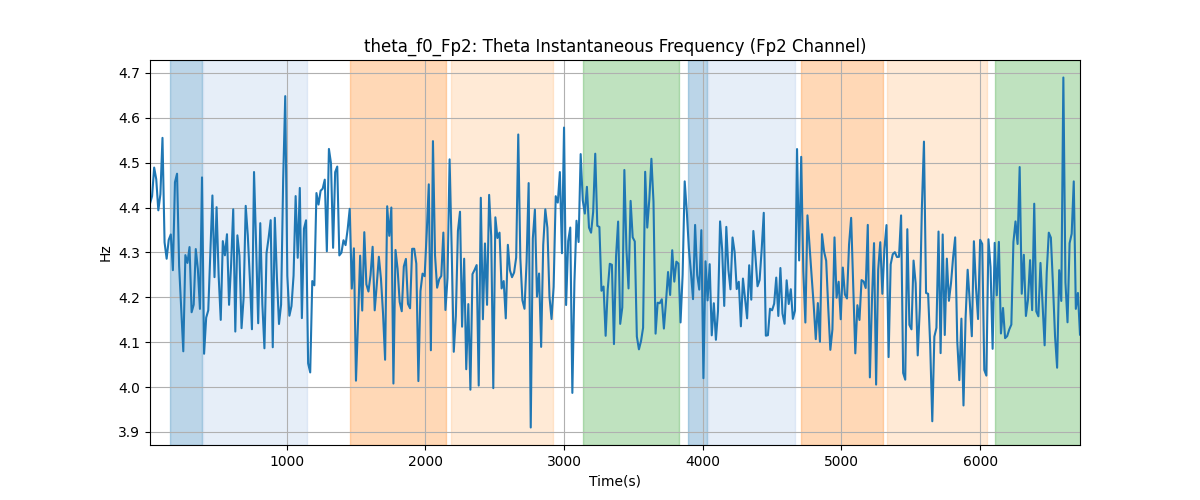 theta_f0_Fp2: Theta Instantaneous Frequency (Fp2 Channel)
4.7
4.6
4.5
4.4
4.3
4.2
4.1
4.0
3.9
Hz
1000 2000 3000 4000 5000 6000
Time(s)